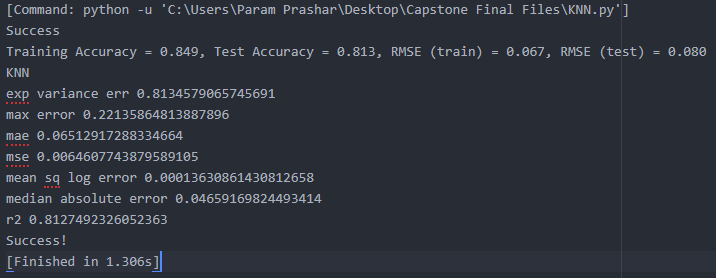 [Command: python -u 'C:\Users\Param Prashar\Desktop\Capstone Final Files\KNN.py']
Success
Training Accuracy = 0.849, Test Accuracy = 0.813, RMSE (train) = 0.067, RMSE (test) = 0.080
KNN
exp variance err 0.8134579065745691
max error 0.22135864813887896
mae 0.06512917288334664
mse 0.0064607743879589105
mean sq log error 0.00013630861430812658
median absolute error 0.04659169824493414
r2 0.8127492326052363
Success!
[Finished in 1.306s]